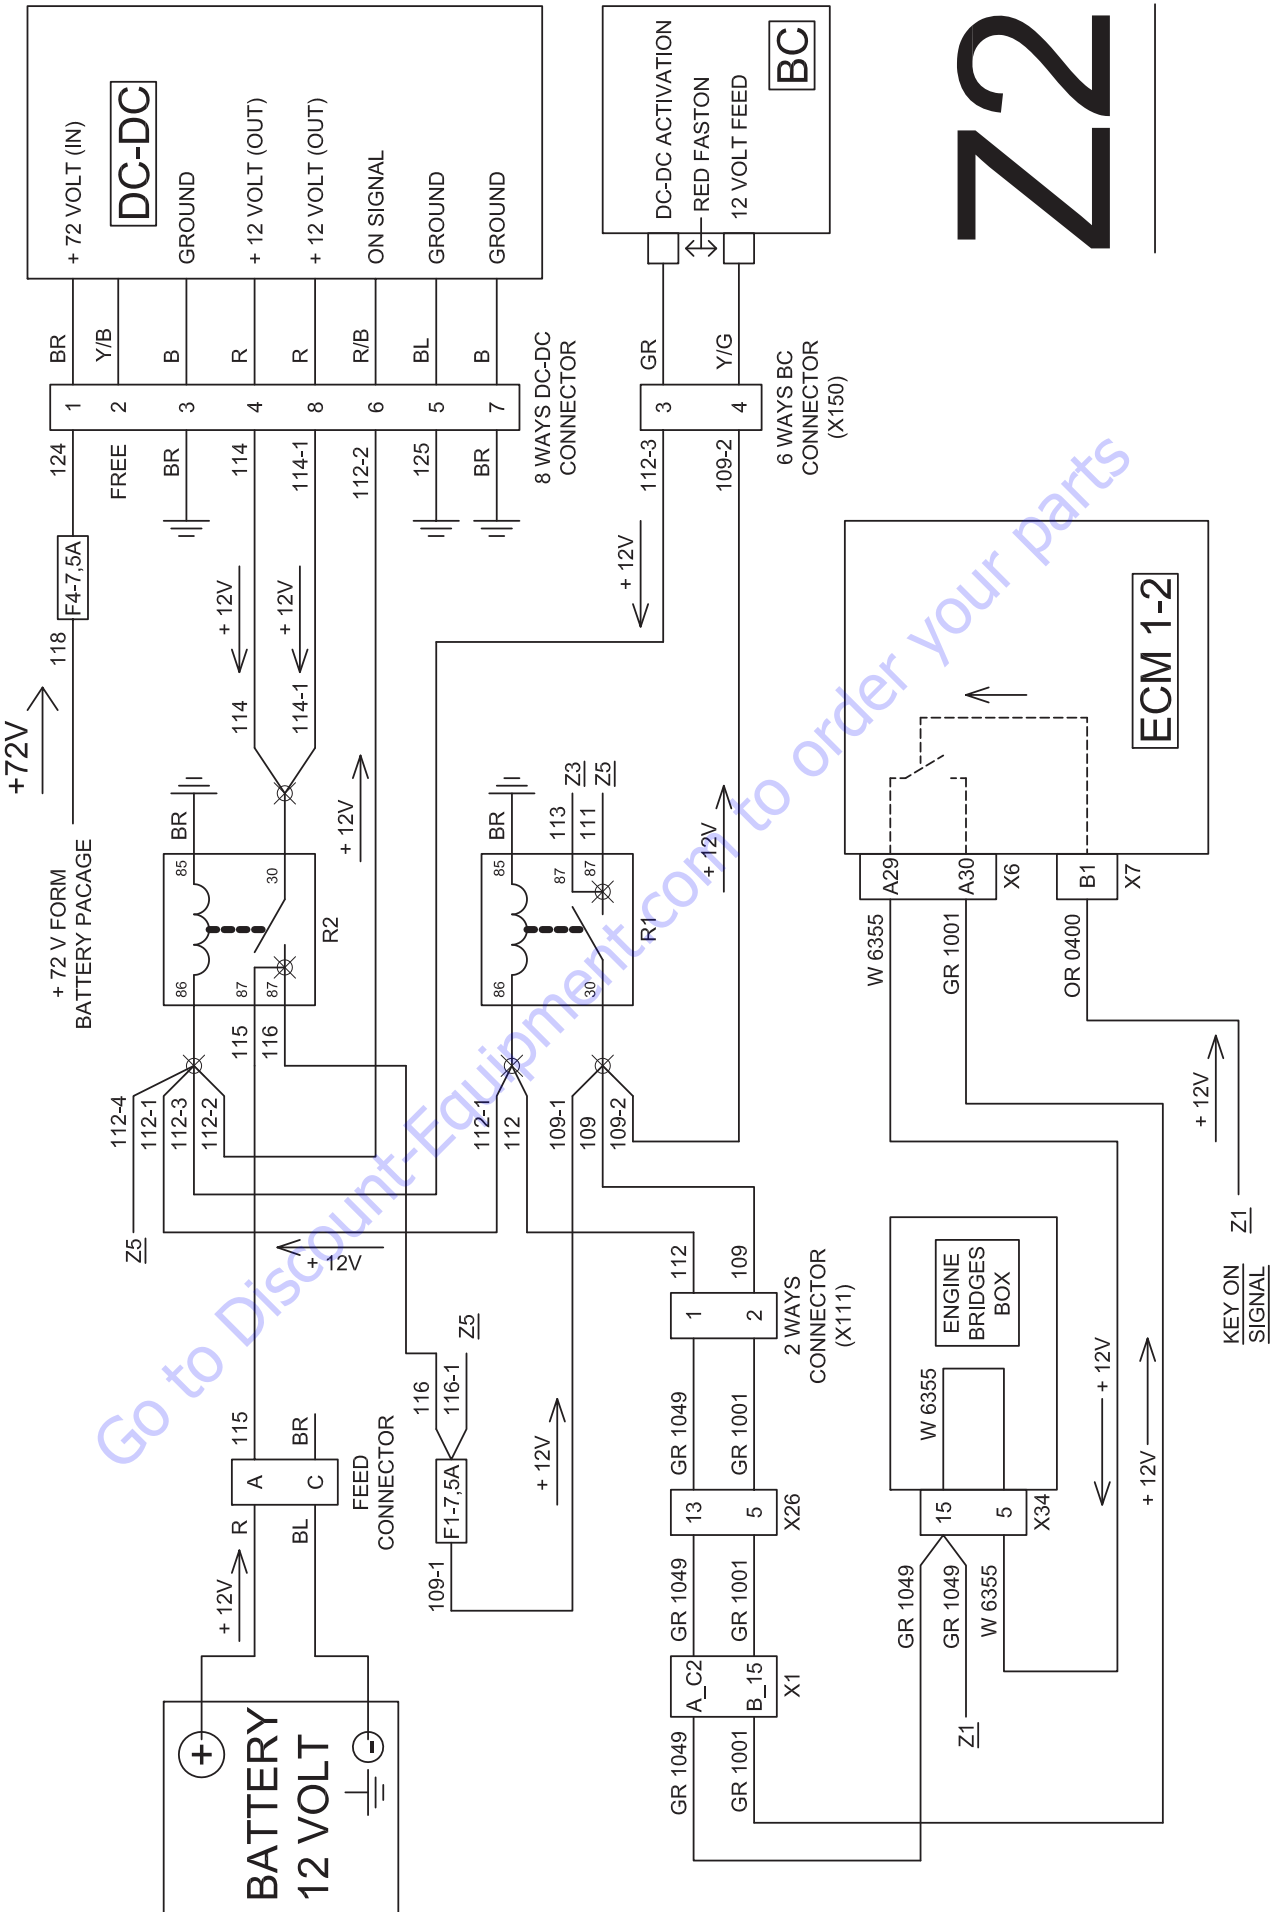 Z2
DC-DC
+ 72 VOLT (IN)
GROUND
+ 12 VOLT (OUT)
+ 12 VOLT (OUT)
ON SIGNAL
GROUND
GROUND
BR
Y/B
B
R
R
R/B
BL
B
1
2
3
4
8
6
5
7
8 WAYS DC-DC
CONNECTOR
124
FREE
BR
114
114-1
112-2
125
BR
F4-7,5A
118
+72V
+ 72 V FORM
BATTERY PACAGE
+ 12V
+ 12V
114
114-1
+ 12V
BC
DC-DC ACTIVATION
RED FASTON
12 VOLT FEED
GR
Y/G
3
4
6 WAYS BC
CONNECTOR
(X150)
112-3
109-2
+ 12V
+ 12V
BR
85
30
86
87
87
R2
115
116
112-4
112-1
112-3
112-2
Z5
BR
113
111
Z3
Z5
85
87
87
86
30
R1
112-1
112
109-1
109
109-2
+ 12V
ECM 1-2
A29
A30
X6
B1
X7
W 6355
GR 1001
OR 0400
+ 12V
Z1
KEY ON
SIGNAL
112
109
1
2
2 WAYS
CONNECTOR
(X111)
GR 1049
GR 1001
13
5
X26
GR 1049
GR 1001
A_C2
B_15
X1
GR 1049
GR 1001
ENGINE
BRIDGES
BOX
W 6355
15
5
X34
GR 1049
GR 1049
W 6355
Z1
+ 12V
+ 12V
116
116-1
Z5
F1-7,5A
109-1
+ 12V
115
BR
A
C
FEED
CONNECTOR
R
BL
+ 12V
+
-
BATTERY
12 VOLT
Go to Discount-Equipment.com to order your parts